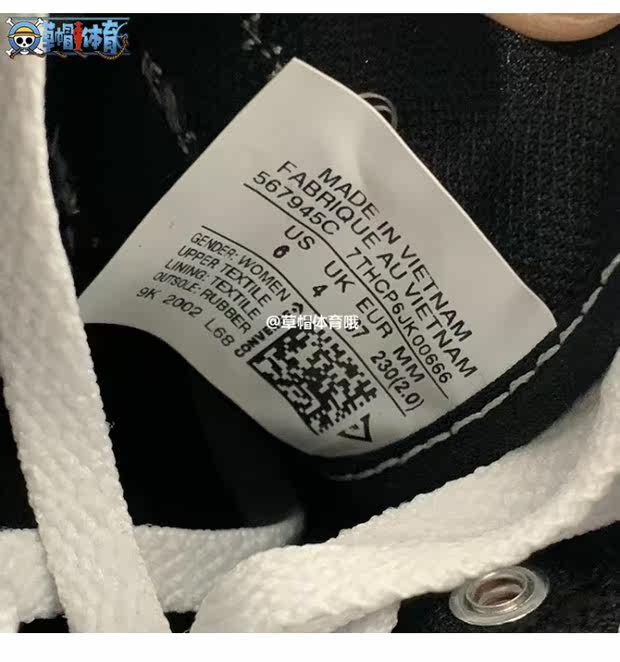 草帽体育
MADE IN VIETNAM
FABRIQUE AU VIETNAM
567945C 7THCP6JK00666
US UK EUR MM
6 4 37 230(2.0)
GENDER: WOMEN
UPPER TEXTILE
LINING: TEXTILE
OUTSOLE: RUBBER
9K 2002 L68
@草帽体育哦